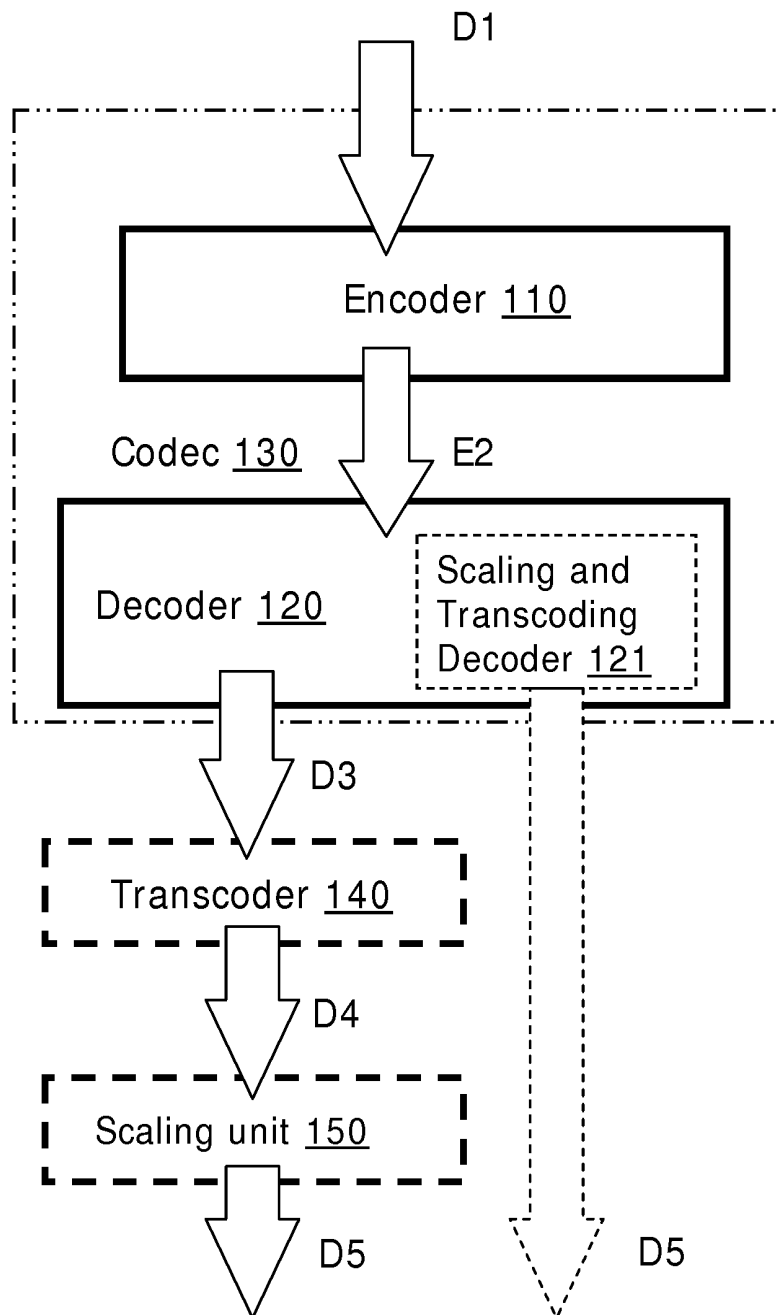 D1
Encoder 110
Codec 130
E2
Decoder 120
Scaling and
Transcoding
Decoder 121
D3
Transcoder 140
D4
Scaling unit 150
D5
D5